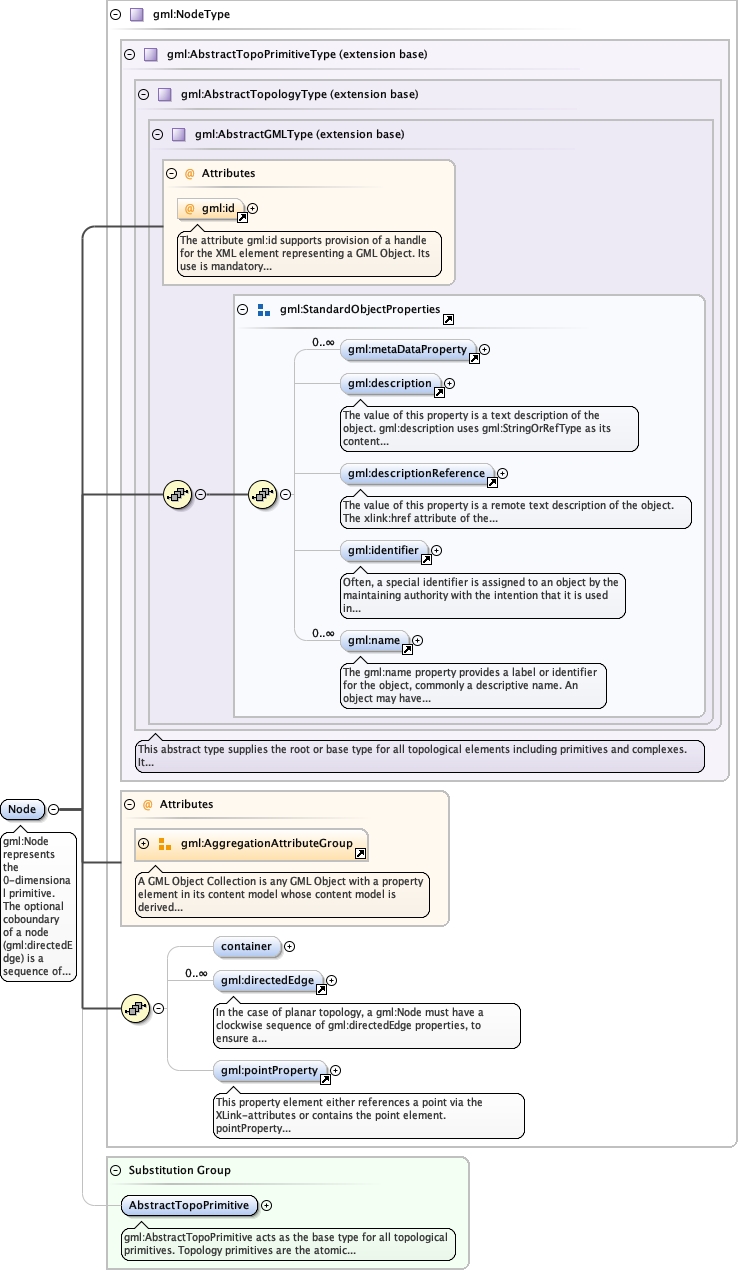 gml:NodeType
gml:AbstractTopoPrimitiveType (extension base)
gml:AbstractTopologyType (extension base)
gml:AbstractGMLType (extension base)
@ Attributes
@ gml:id
The attribute gml:id supports provision of a handle
for the XML element representing a GML Object. Its
use is mandatory...
gml:StandardObjectProperties
0..∞
gml:metaDataProperty
gml:description
The value of this property is a text description of the
object. gml:description uses gml:StringOrRefType as its
content...
gml:descriptionReference
The value of this property is a remote text description of the object.
The xlink:href attribute of the...
gml:identifier
Often, a special identifier is assigned to an object by the
maintaining authority with the intention that it is used
in...
0..∞
gml:name
The gml:name property provides a label or identifier
for the object, commonly a descriptive name. An
object may have...
This abstract type supplies the root or base type for all topological elements including primitives and complexes.
It...
Node
gml:Node
represents
the
0-dimensiona
l primitive.
The optional
coboundary
of a node
(gml:directedE
dge) is a
sequence of...
@ Attributes
gml:AggregationAttributeGroup
A GML Object Collection is any GML Object with a property
element in its content model whose content model is
derived...
container
0..∞
gml:directedEdge
In the case of planar topology, a gml:Node must have a
clockwise sequence of gml:directedEdge properties, to
ensure a...
gml:pointProperty
This property element either references a point via the
XLink-attributes or contains the point element.
pointProperty...
Substitution Group
AbstractTopoPrimitive
gml:AbstractTopoPrimitive acts as the base type for all topological
primitives. Topology primitives are the atomic...